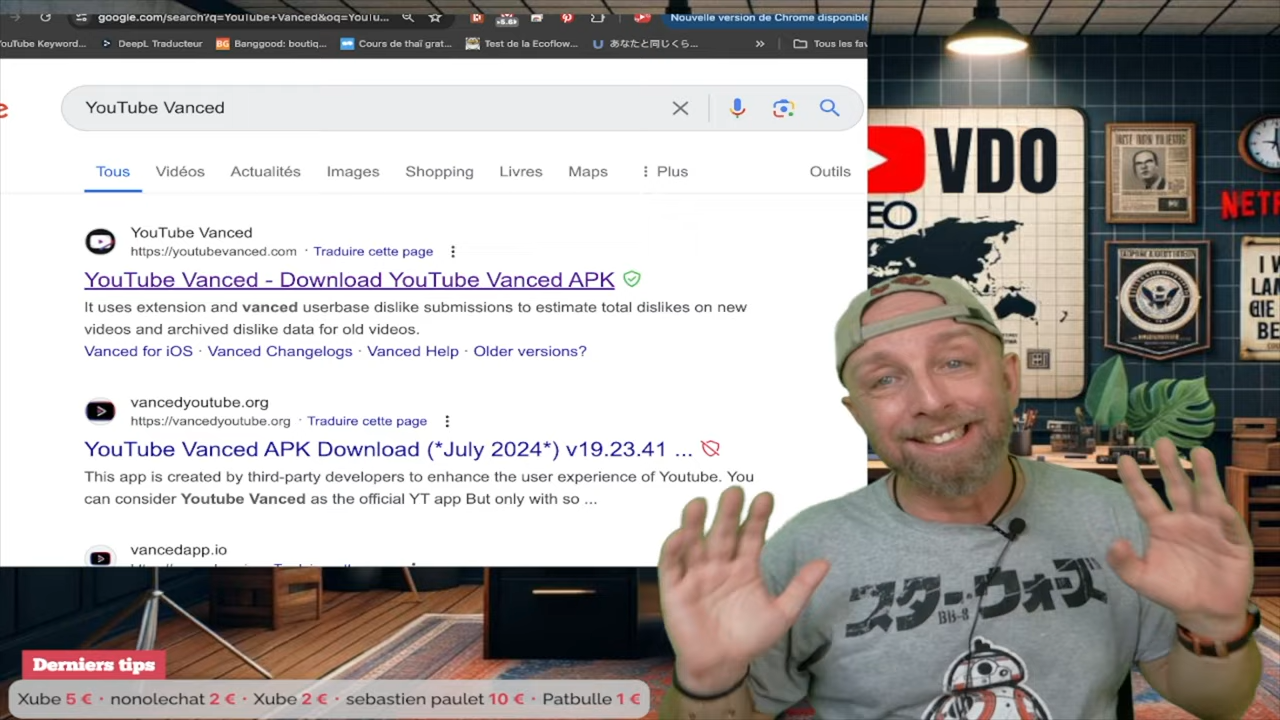 google.com/search?q=YouTube+Vanced&oq=YouTu...
Nouvelle version de Chrome disponible
YouTube Keyword...
DeepL Traducteur
Banggood: boutiq...
Cours de thaï grat...
Test de la Ecoflow...
あなたと同じくら...
»
Tous les fav
YouTube Vanced
Tous
Vidéos
Actualités
Images
Shopping
Livres
Maps
Plus
Outils
YouTube Vanced
https://youtubevanced.com · Traduire cette page
YouTube Vanced - Download YouTube Vanced APK
It uses extension and vanced userbase dislike submissions to estimate total dislikes on new
videos and archived dislike data for old videos.
Vanced for iOS · Vanced Changelogs · Vanced Help · Older versions?
vancedyoutube.org
https://vancedyoutube.org · Traduire cette page
YouTube Vanced APK Download (*July 2024*) v19.23.41 ...
This app is created by third-party developers to enhance the user experience of Youtube. You
can consider Youtube Vanced as the official YT app But only with so ...
vancedapp.io
VDO
EO
NETF
I W
LAN
GIE
BE
スター・ウォーズ
BB-8
Derniers tips
Xube 5 € · nonolechat 2 € · Xube 2 € · sebastien paulet 10 € · Patbulle 1 €